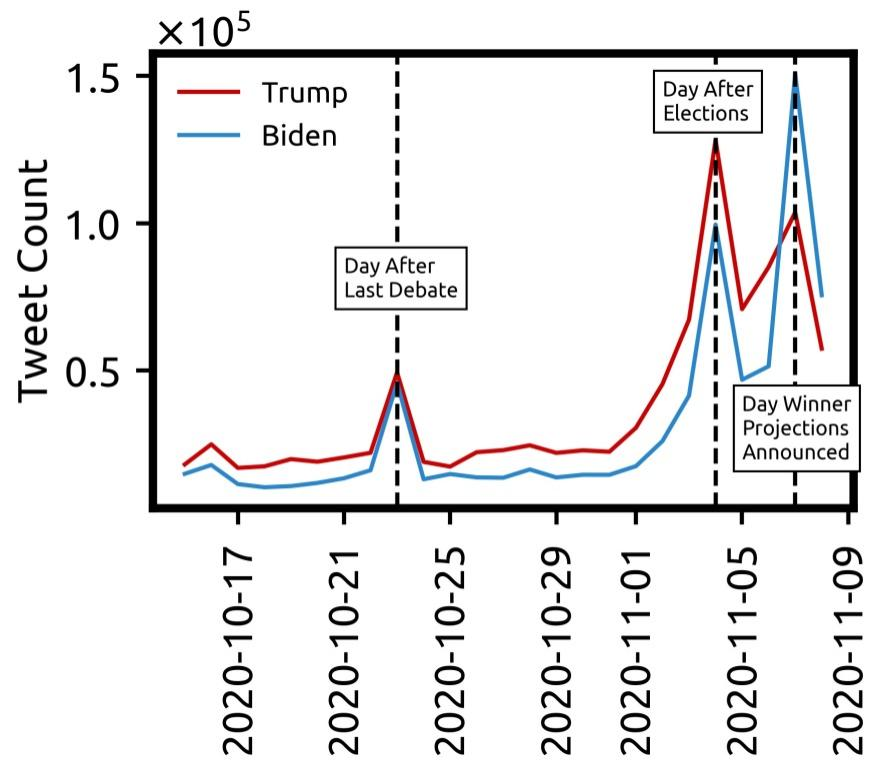 ×10⁵
1.5
1.0
0.5
Tweet Count
Trump
Biden
Day After
Last Debate
Day After
Elections
Day Winner
Projections
Announced
2020-10-17
2020-10-21
2020-10-25
2020-10-29
2020-11-01
2020-11-05
2020-11-09